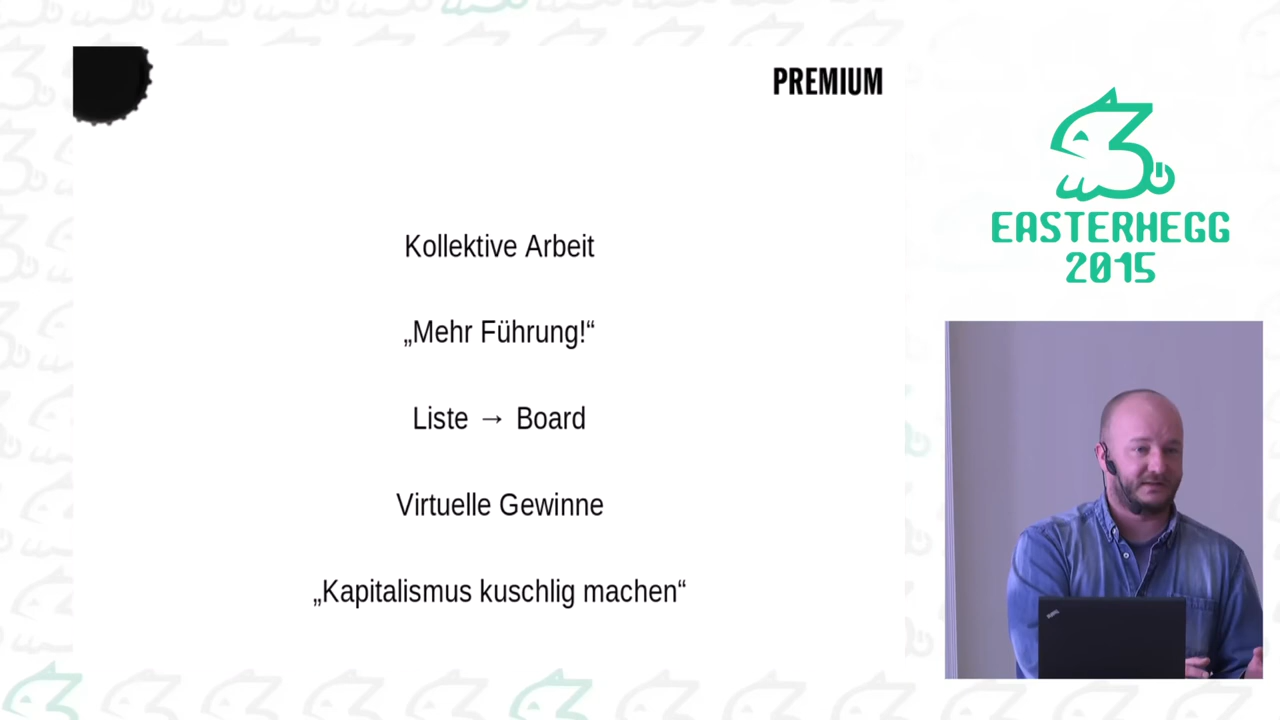 PREMIUM
Kollektive Arbeit
„Mehr Führung!“
Liste → Board
Virtuelle Gewinne
„Kapitalismus kuschlig machen“
EASTERHEGG
2015